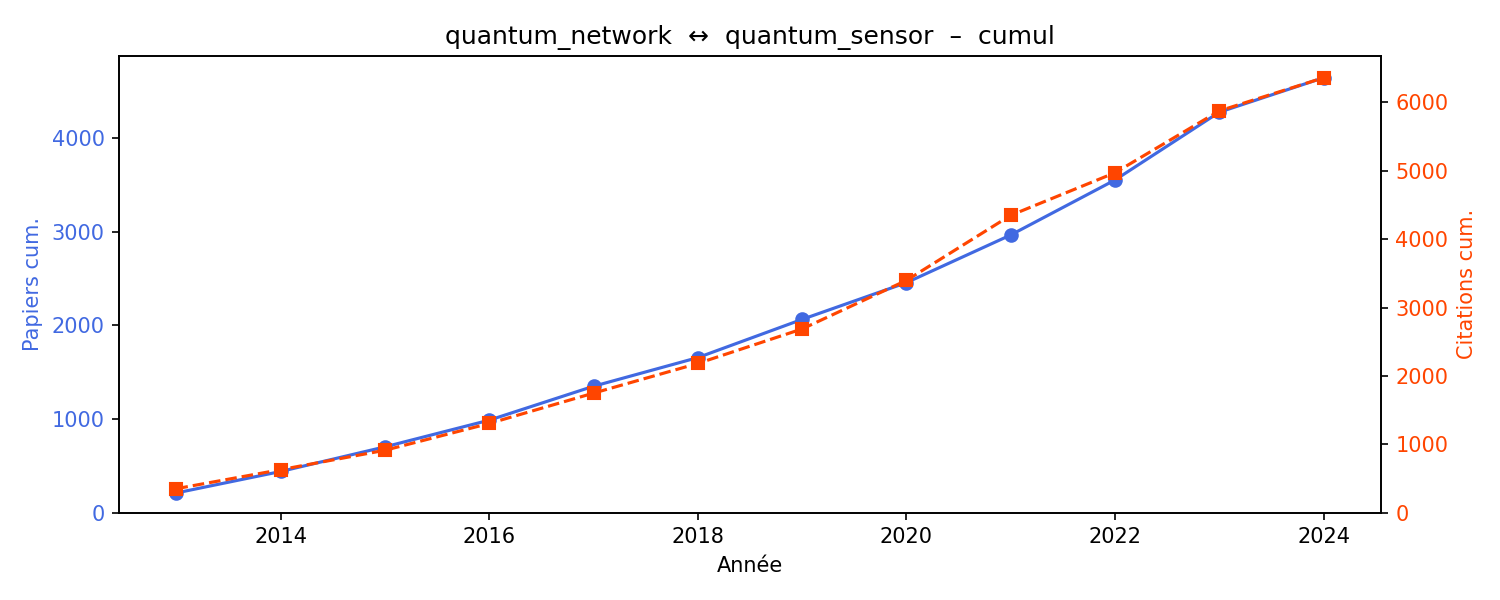 quantum_network ↔ quantum_sensor – cumul
Papiers cum.
4000
3000
2000
1000
0
6000
5000
4000
3000
2000
1000
0
Citations cum.
2014 2016 2018 2020 2022 2024
Année